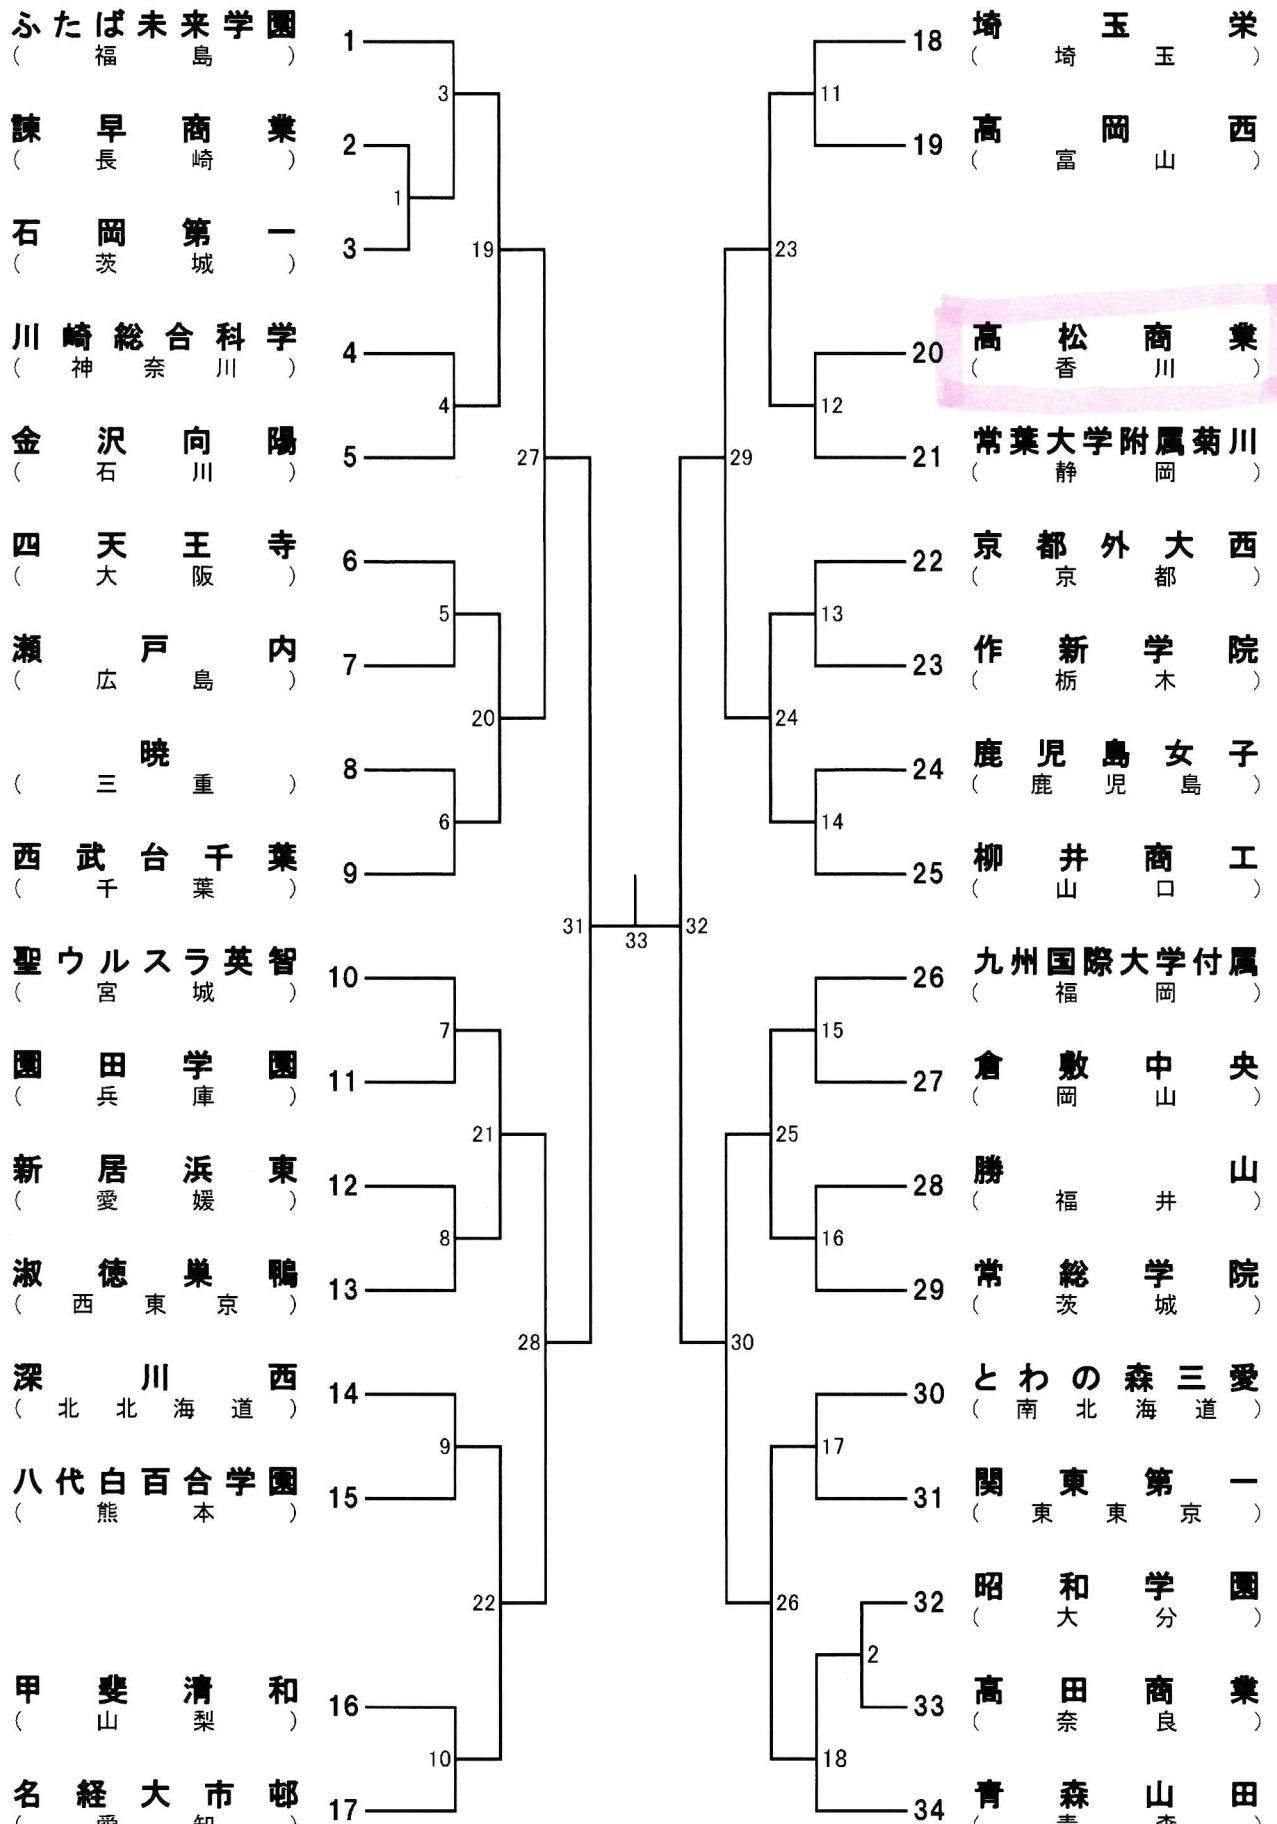 ふたば未来学園 1
(福島)
諫早商業 2
(長崎)
石岡第一 3
(茨城)
川崎総合科学 4
(神奈川)
金沢向陽 5
(石川)
四天王寺 6
(大阪)
瀬戸内 7
(広島)
暁 8
(三重)
西武台千葉 9
(千葉)
聖ウルスラ英智 10
(宮城)
園田学園 11
(兵庫)
新居浜東 12
(愛媛)
淑徳巣鴨 13
(西東京)
深川西 14
(北北海道)
八代白百合学園 15
(熊本)
甲斐清和 16
(山梨)
名経大市邨 17
(愛知)
3
1
19
4
27
5
20
6
31
33
32
7
21
8
28
9
22
10
11
23
12
29
13
24
14
15
25
16
30
17
26
2
18
18 埼玉栄
(埼玉)
19 高岡西
(富山)
20 高松商業
(香川)
21 常葉大学附属菊川
(静岡)
22 京都外大西
(京都)
23 作新学院
(栃木)
24 鹿児島女子
(鹿児島)
25 柳井商工
(山口)
26 九州国際大学付属
(福岡)
27 倉敷中央
(岡山)
28 勝山
(福井)
29 常総学院
(茨城)
30 とわの森三愛
(南北海道)
31 関東第一
(東東京)
32 昭和学園
(大分)
33 高田商業
(奈良)
34 青森山田
(青森)